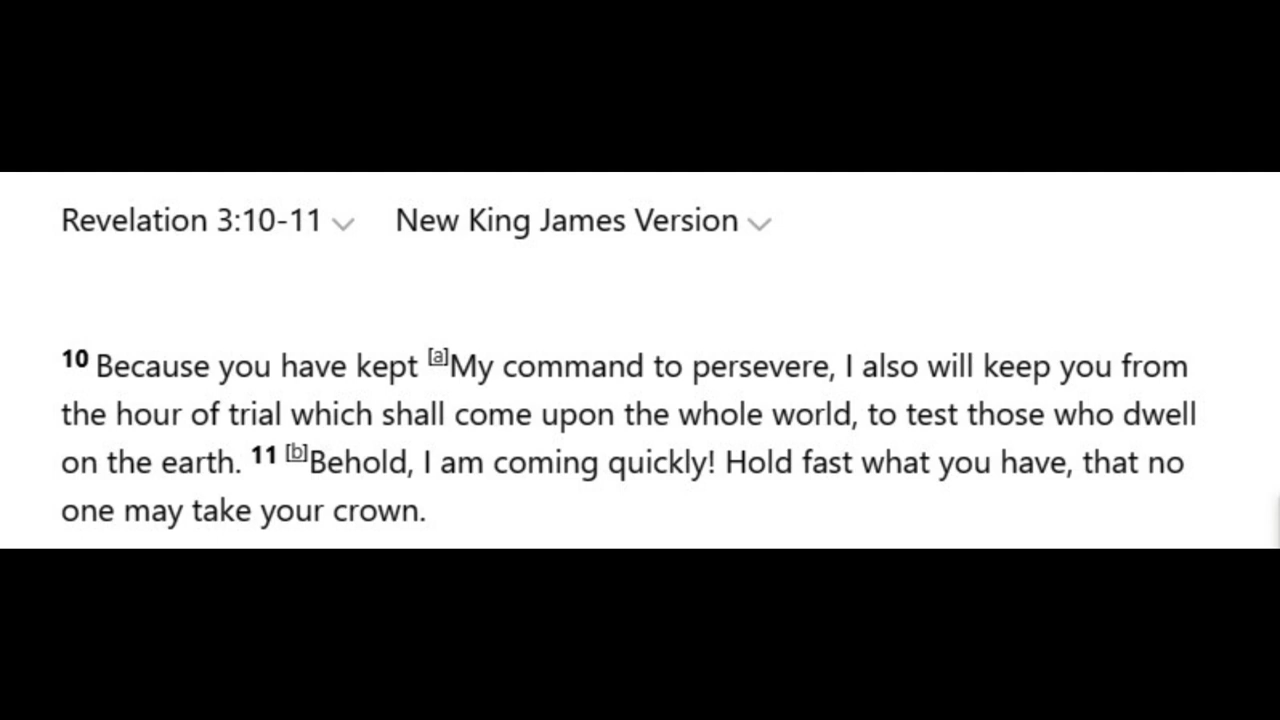 Revelation 3:10-11 New King James Version
10 Because you have kept [a]My command to persevere, I also will keep you from
the hour of trial which shall come upon the whole world, to test those who dwell
on the earth. 11 [b]Behold, I am coming quickly! Hold fast what you have, that no
one may take your crown.